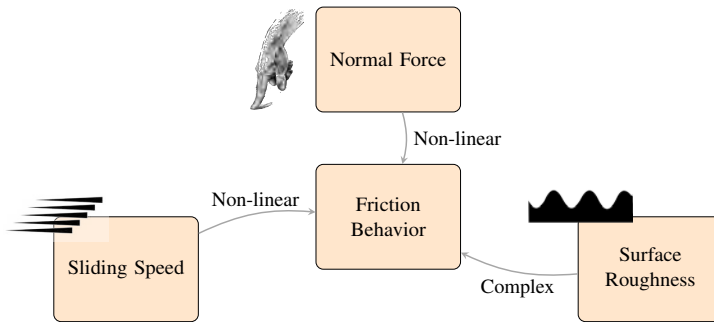 Normal Force
Non-linear
Non-linear
Friction
Behavior
Sliding Speed
Surface
Roughness
Complex